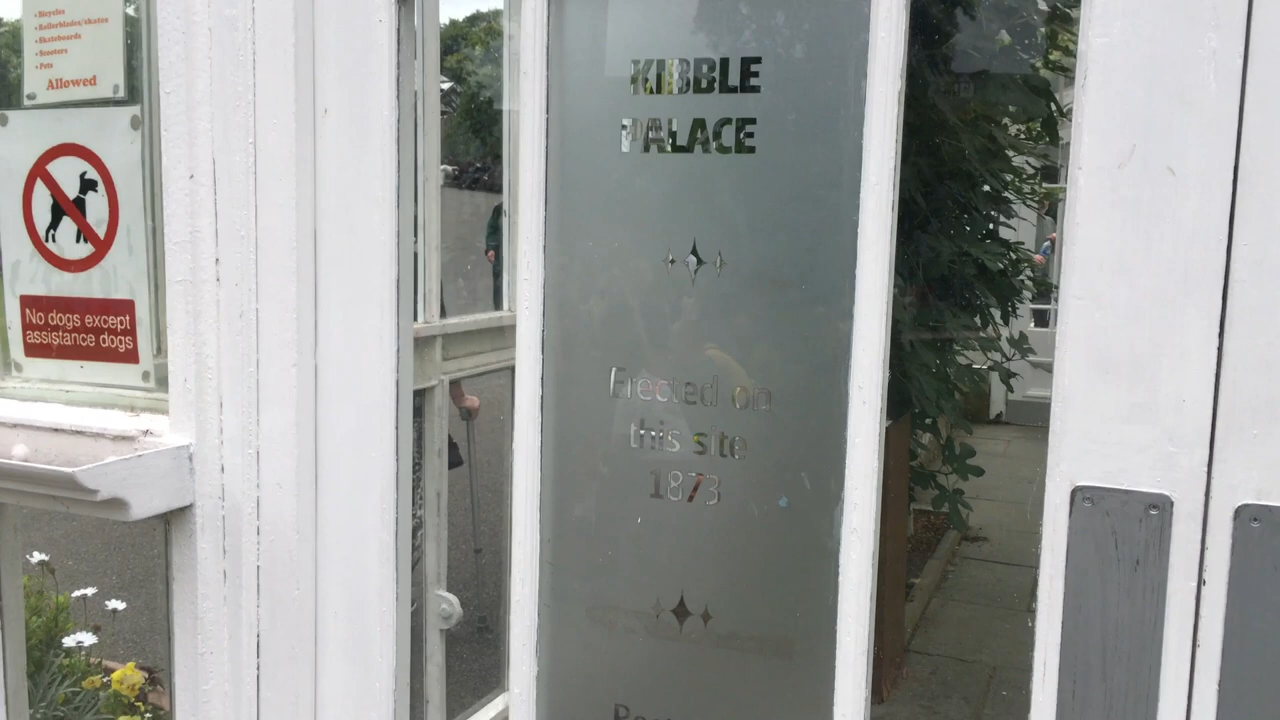 • Bicycles
• Rollerblades/skates
• Skateboards
• Scooters
• Pets
Allowed
No dogs except
assistance dogs
KIBBLE
PALACE
Erected on
this site
1873